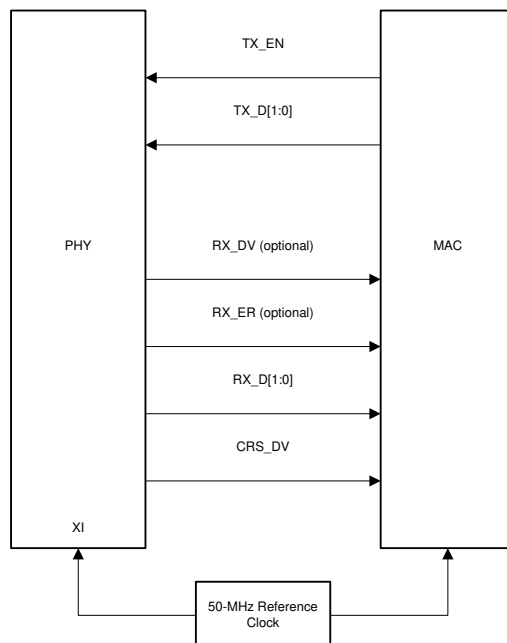 TX_EN
TX_D[1:0]
PHY
RX_DV (optional)
MAC
RX_ER (optional)
RX_D[1:0]
CRS_DV
XI
50-MHz Reference
Clock